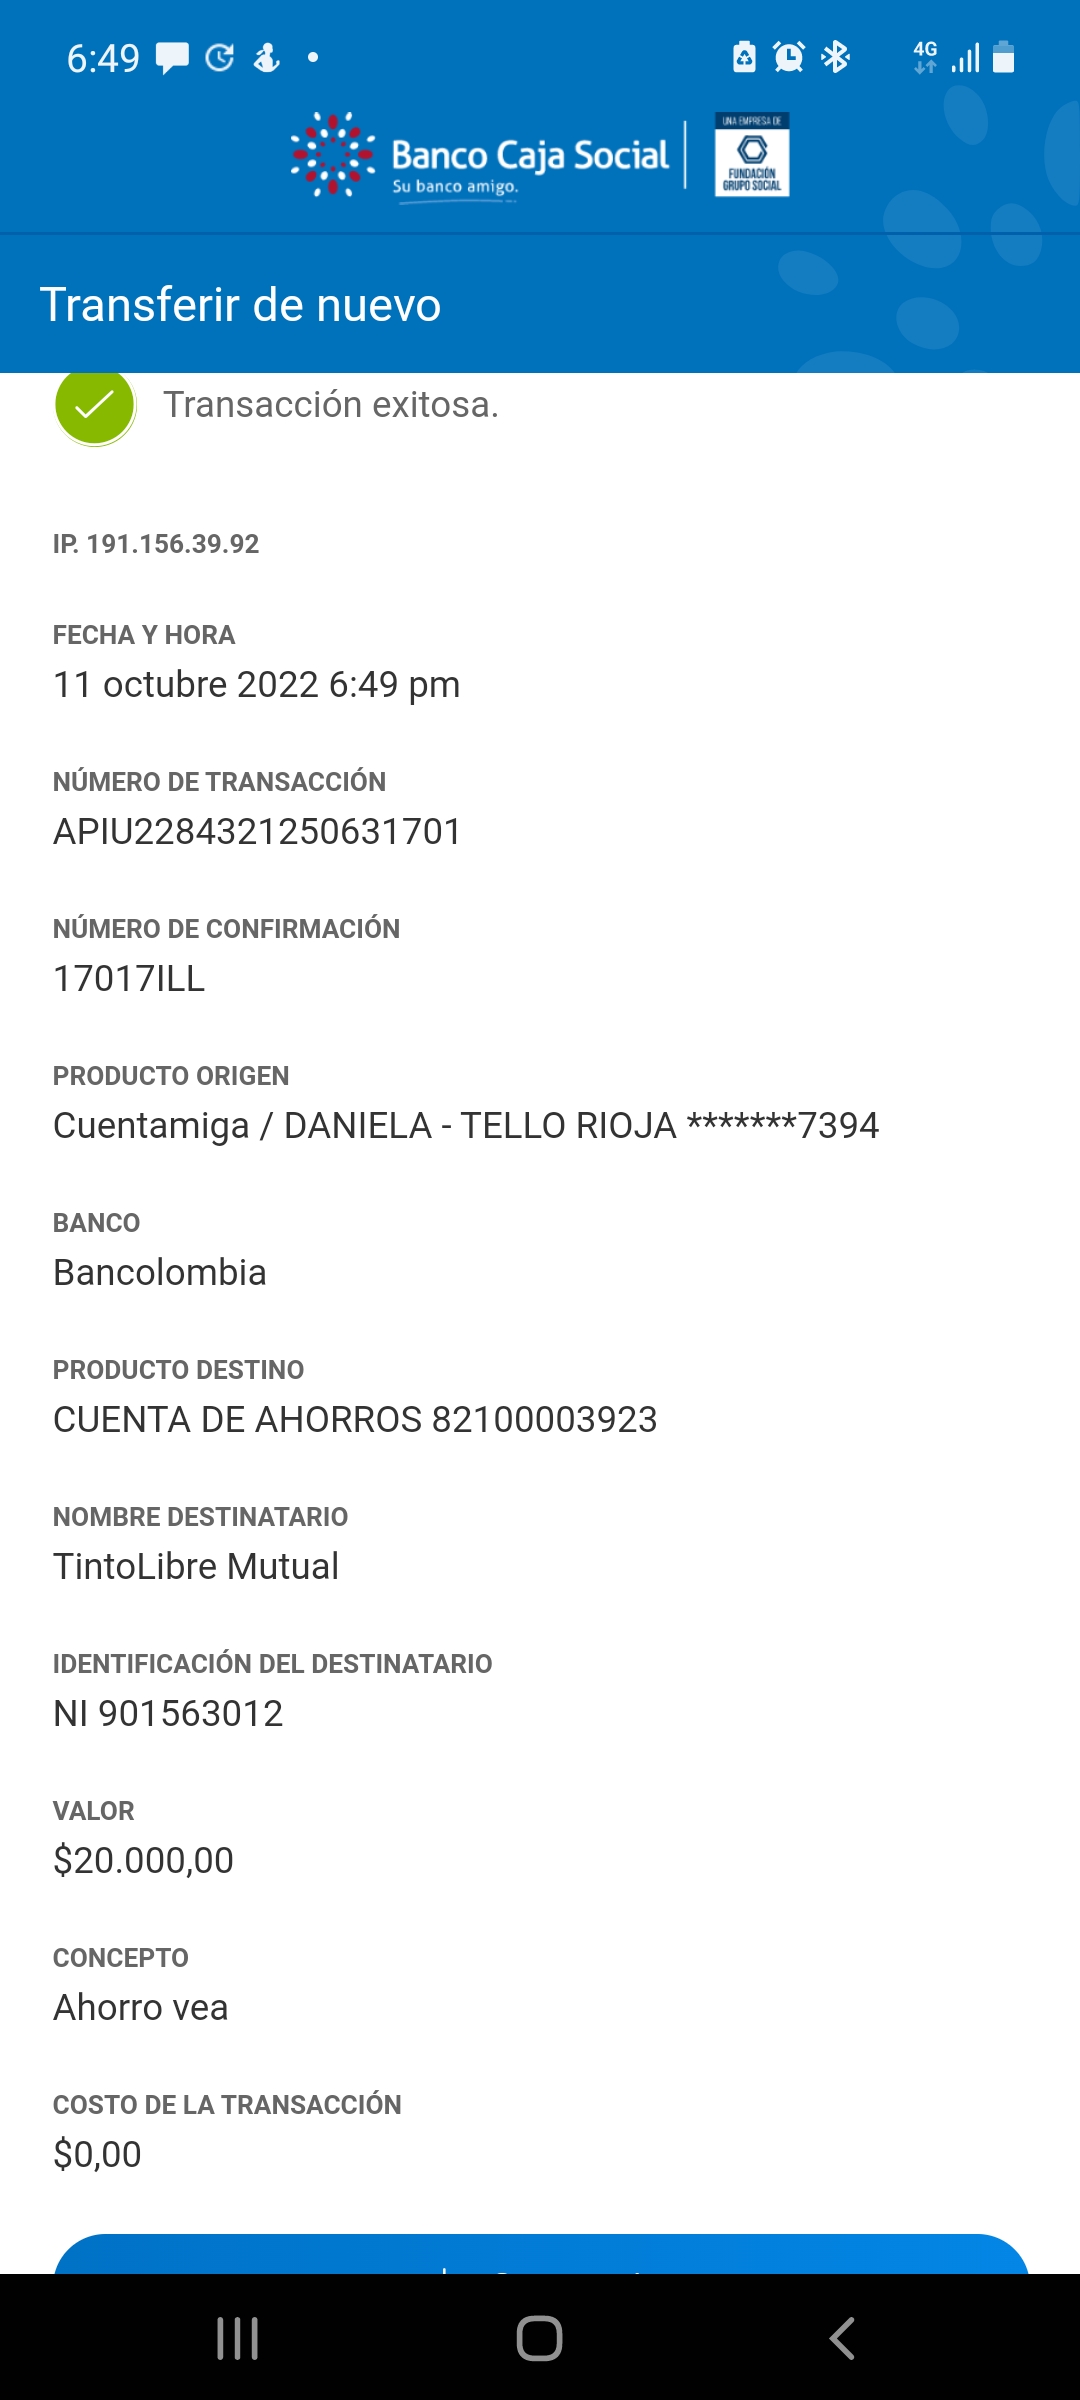 6:49
4G
Banco Caja Social
Su banco amigo.
UNA EMPRESA DE
FUNDACIÓN
GRUPO SOCIAL
Transferir de nuevo
Transacción exitosa.
IP. 191.156.39.92
FECHA Y HORA
11 octubre 2022 6:49 pm
NÚMERO DE TRANSACCIÓN
APIU2284321250631701
NÚMERO DE CONFIRMACIÓN
17017ILL
PRODUCTO ORIGEN
Cuentamiga / DANIELA - TELLO RIOJA *******7394
BANCO
Bancolombia
PRODUCTO DESTINO
CUENTA DE AHORROS 82100003923
NOMBRE DESTINATARIO
TintoLibre Mutual
IDENTIFICACIÓN DEL DESTINATARIO
NI 901563012
VALOR
$20.000,00
CONCEPTO
Ahorro vea
COSTO DE LA TRANSACCIÓN
$0,00